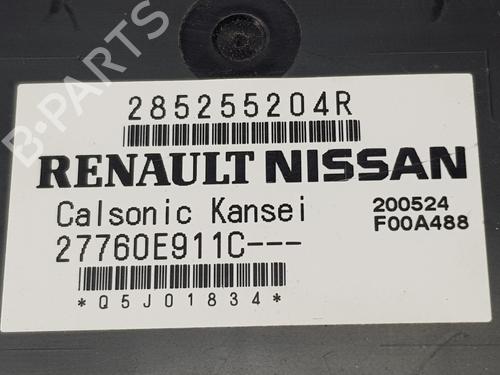 285255204R
RENAULT NISSAN
Calsonic Kansei
200524
27760E911C---
F00A488
*Q5J01834*
B-PARTS